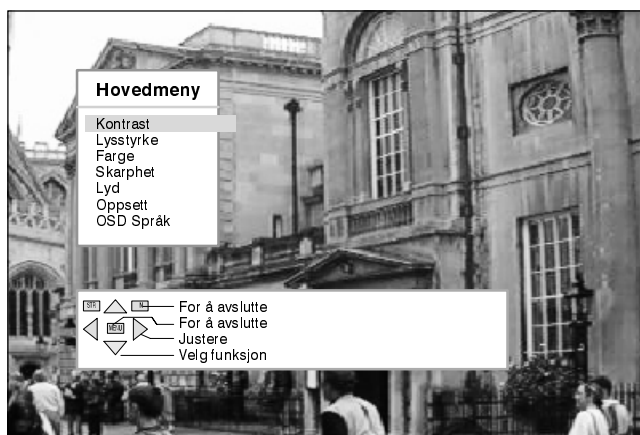 Hovedmeny
Kontrast
Lysstyrke
Farge
Skarphet
Lyd
Oppsett
OSD Språk
STR N For å avslutte
MENU For å avslutte
Justere
Velg funksjon